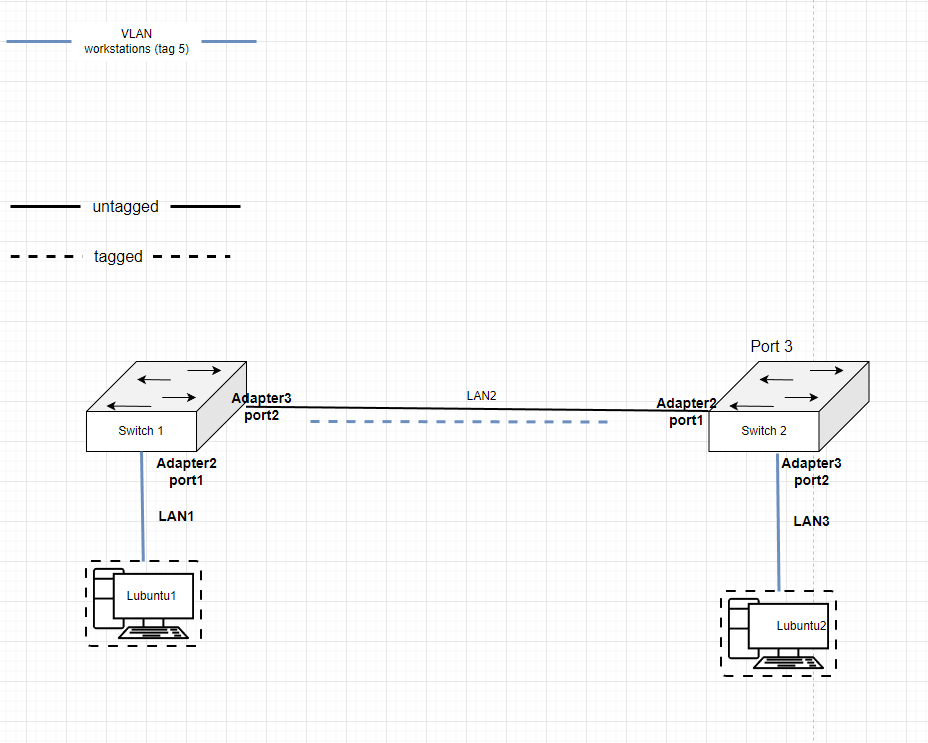 VLAN
workstations (tag 5)
untagged
tagged
Port 3
Adapter3
port2
LAN2
Adapter2
port1
Switch 1
Switch 2
Adapter2
port1
Adapter3
port2
LAN1
LAN3
Lubuntu1
Lubuntu2